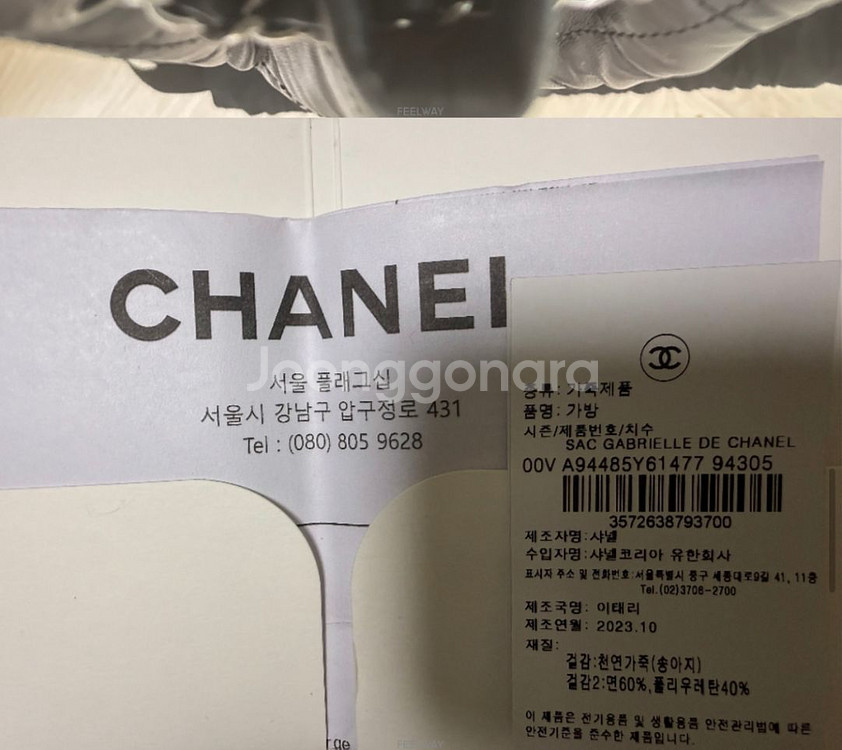 FEELWAY
CHANEL
서울 플래그십
서울시 강남구 압구정로 431
Tel : (080) 805 9628
Joonggonara
종류: 가죽제품
품명: 가방
시즌/제품번호/치수
SAC GABRIELLE DE CHANEL
00V A94485Y61477 94305
3572638793700
제조자명: 샤넬
수입자명: 샤넬코리아 유한회사
표시자 주소 및 전화번호:서울특별시 중구 세종대로9길 41, 11층
Tel.(02)3708-2700
제조국명: 이태리
제조연월: 2023.10
재질:
겉감:천연가죽(송아지)
겉감2:면60%,폴리우레탄40%
이 제품은 전기용품 및 생활용품 안전관리법에 따른
안전기준을 준수한 제품입니다.
rge
FEELWAY